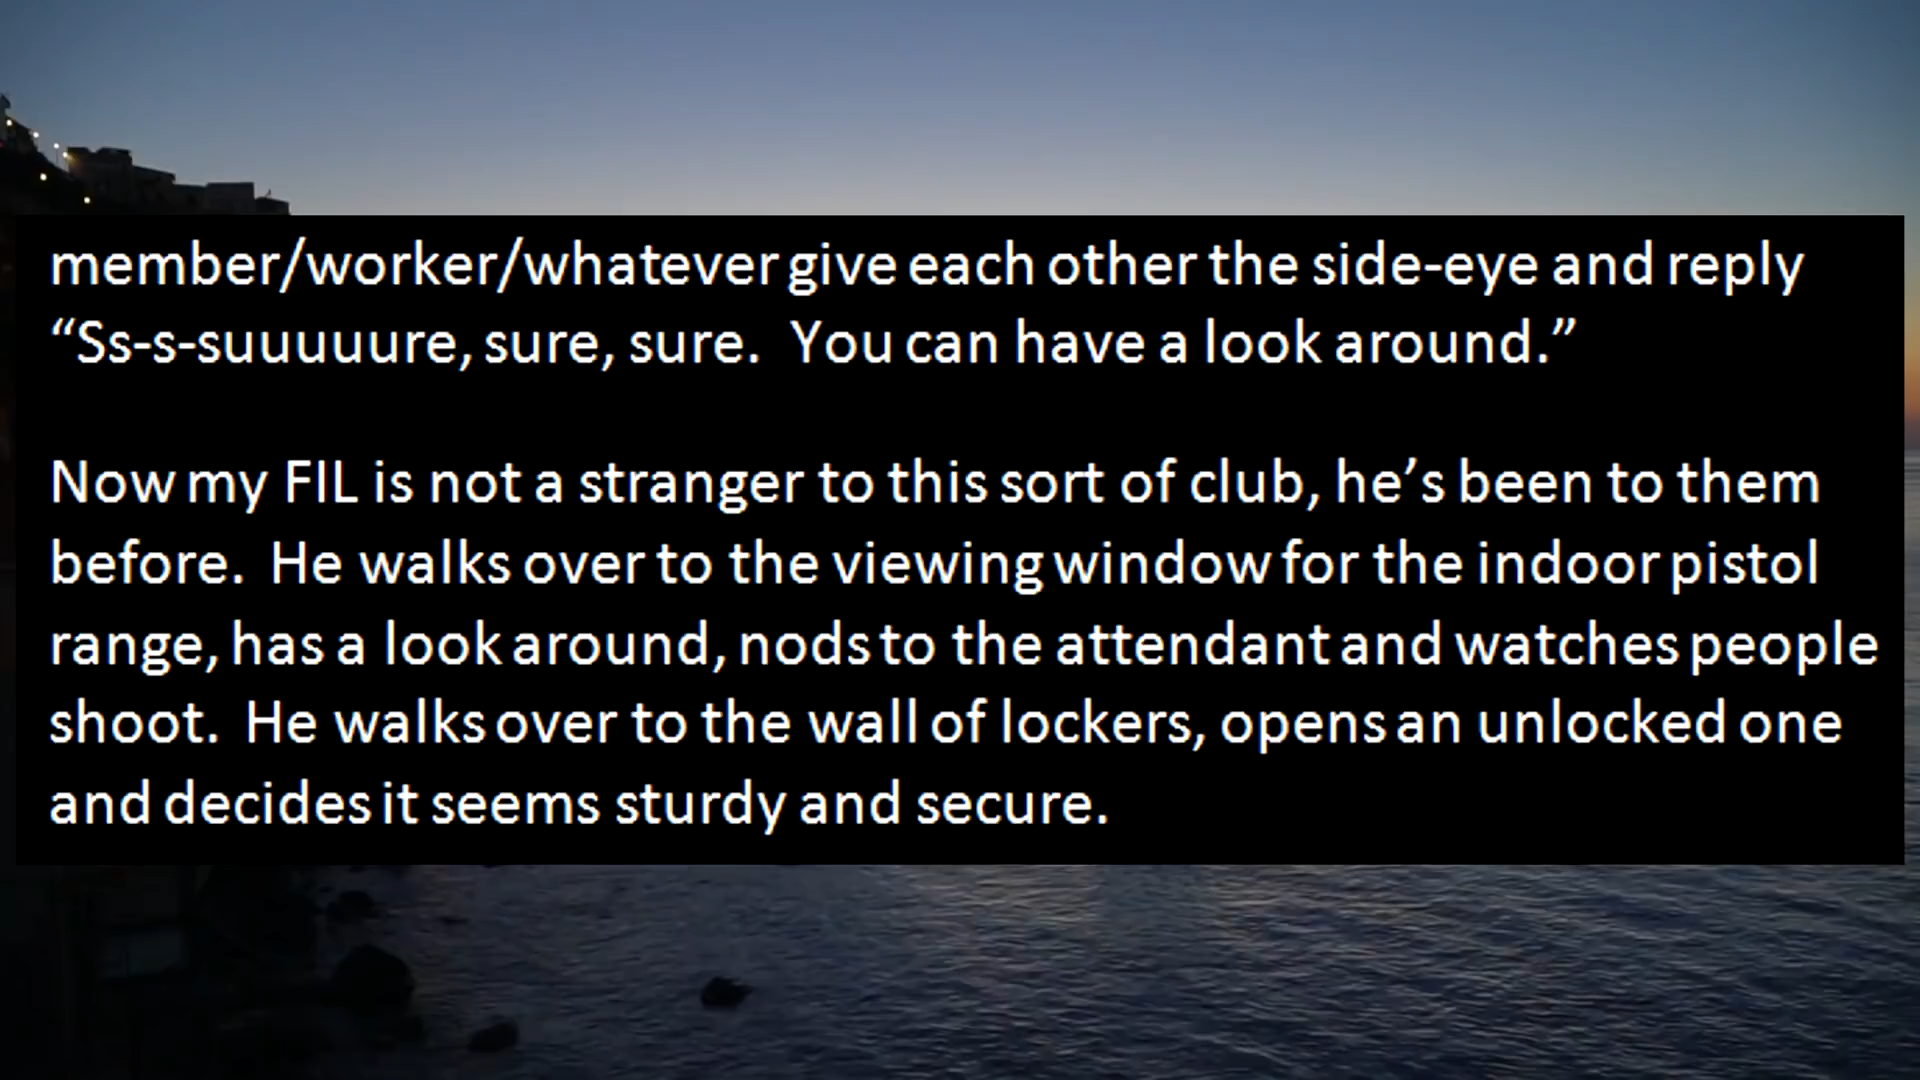 member/worker/whatever give each other the side-eye and reply
“Ss-s-suuuuure, sure, sure.  You can have a look around.”
Now my FIL is not a stranger to this sort of club, he’s been to them
before.  He walks over to the viewing window for the indoor pistol
range, has a look around, nods to the attendant and watches people
shoot.  He walks over to the wall of lockers, opens an unlocked one
and decides it seems sturdy and secure.